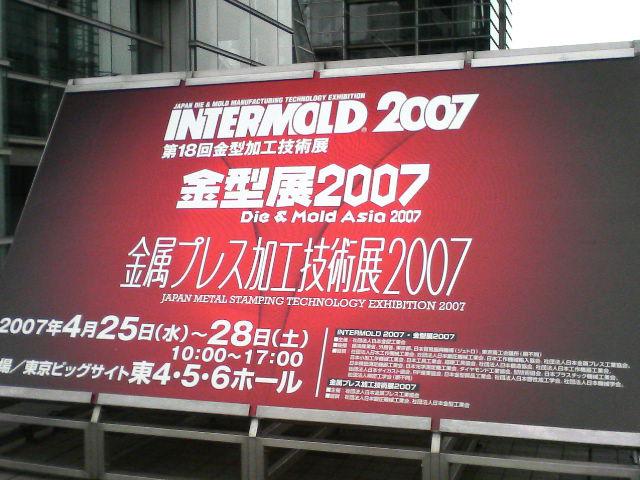 JAPAN DIE & MOLD MANUFACTURING TECHNOLOGY EXHIBITION
INTERMOLD® 2007
第18回金型加工技術展
金型展2007
Die & Mold Asia 2007
金属プレス加工技術展2007
JAPAN METAL STAMPING TECHNOLOGY EXHIBITION 2007
2007年4月25日(水)～28日(土)
10:00～17:00
場／東京ビッグサイト 東4・5・6ホール
INTERMOLD 2007・金型展2007
金属プレス加工技術展2007